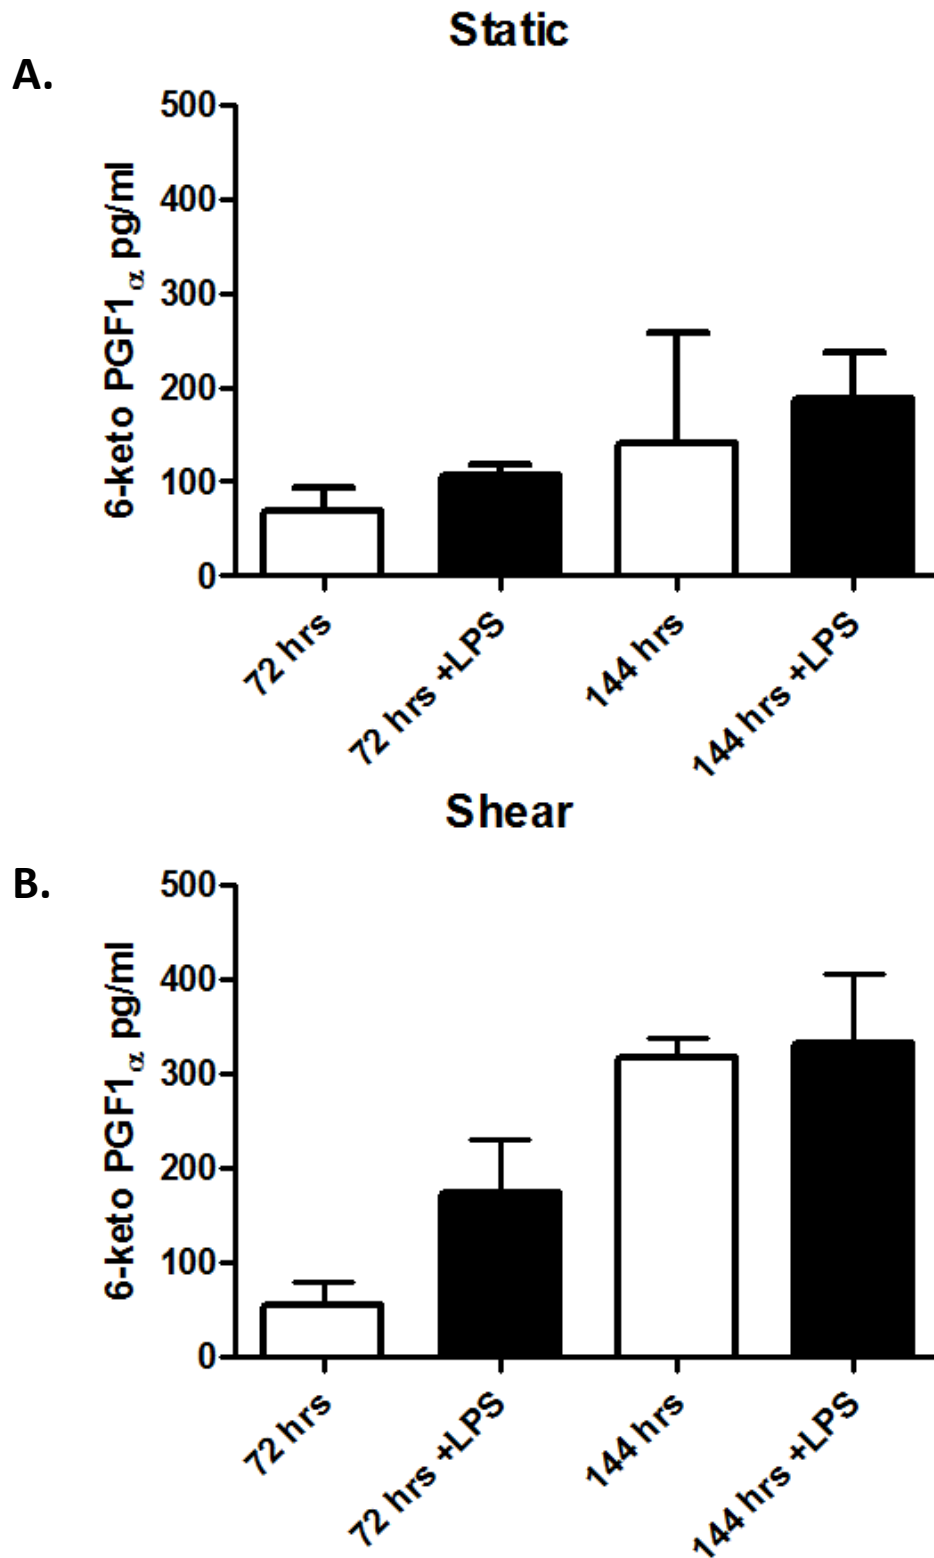 Static
A.
500
400
300
200
100
0
6-keto PGF1α pg/ml
72 hrs
72 hrs +LPS
144 hrs
144 hrs +LPS
Shear
B.
500
400
300
200
100
0
6-keto PGF1α pg/ml
72 hrs
72 hrs +LPS
144 hrs
144 hrs +LPS